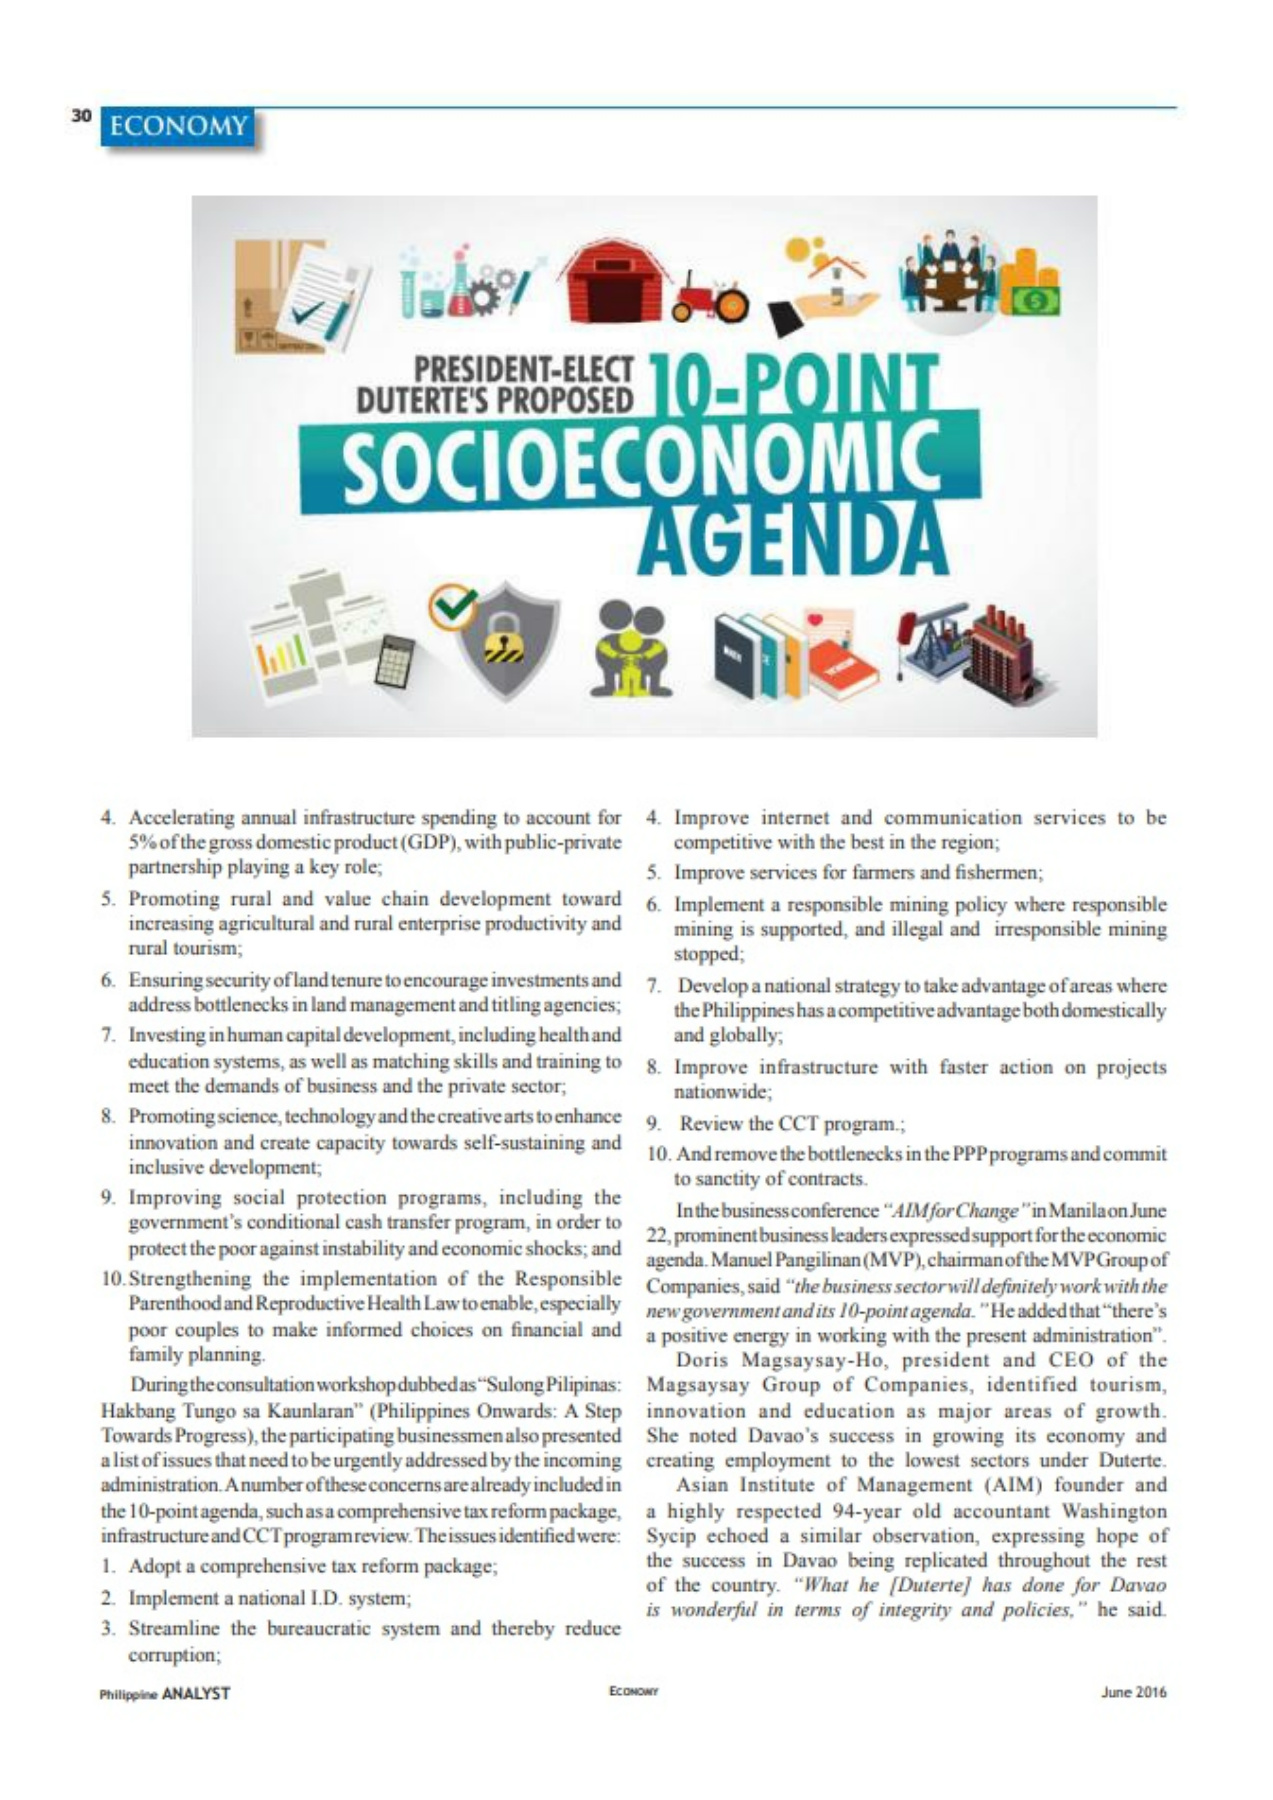 30
ECONOMY
PRESIDENT-ELECT
DUTERTE'S PROPOSED
10-POINT
SOCIOECONOMIC
AGENDA
4. Accelerating annual infrastructure spending to account for
5% of the gross domestic product (GDP), with public-private
partnership playing a key role;
5. Promoting rural and value chain development toward
increasing agricultural and rural enterprise productivity and
rural tourism;
6. Ensuring security of land tenure to encourage investments and
address bottlenecks in land management and titling agencies;
7. Investing in human capital development, including health and
education systems, as well as matching skills and training to
meet the demands of business and the private sector;
8. Promoting science, technology and the creative arts to enhance
innovation and create capacity towards self-sustaining and
inclusive development;
9. Improving social protection programs, including the
government's conditional cash transfer program, in order to
protect the poor against instability and economic shocks; and
10. Strengthening the implementation of the Responsible
Parenthood and Reproductive Health Law to enable, especially
poor couples to make informed choices on financial and
family planning.
During the consultation workshop dubbed as "Sulong Pilipinas:
Hakbang Tungo sa Kaunlaran" (Philippines Onwards: A Step
Towards Progress), the participating businessmen also presented
a list of issues that need to be urgently addressed by the incoming
administration. A number of these concerns are already included in
the 10-point agenda, such as a comprehensive tax reform package,
infrastructure and CCT program review. The issues identified were:
1. Adopt a comprehensive tax reform package;
2. Implement a national I.D. system;
3. Streamline the bureaucratic system and thereby reduce
corruption;
4. Improve internet and communication services to be
competitive with the best in the region;
5. Improve services for farmers and fishermen;
6. Implement a responsible mining policy where responsible
mining is supported, and illegal and irresponsible mining
stopped;
7. Develop a national strategy to take advantage of areas where
the Philippines has a competitive advantage both domestically
and globally;
8. Improve infrastructure with faster action on projects
nationwide;
9. Review the CCT program.;
10. And remove the bottlenecks in the PPP programs and commit
to sanctity of contracts.
In the business conference "AIM for Change" in Manila on June
22, prominent business leaders expressed support for the economic
agenda. Manuel Pangilinan (MVP), chairman of the MVP Group of
Companies, said "the business sector will definitely work with the
new government and its 10-point agenda." He added that "there's
a positive energy in working with the present administration".
Doris Magsaysay-Ho, president and CEO of the
Magsaysay Group of Companies, identified tourism,
innovation and education as major areas of growth.
She noted Davao's success in growing its economy and
creating employment to the lowest sectors under Duterte.
Asian Institute of Management (AIM) founder and
a highly respected 94-year old accountant Washington
Sycip echoed a similar observation, expressing hope of
the success in Davao being replicated throughout the rest
of the country. "What he [Duterte] has done for Davao
is wonderful in terms of integrity and policies," he said.
Philippine ANALYST
ECONOMY
June 2016